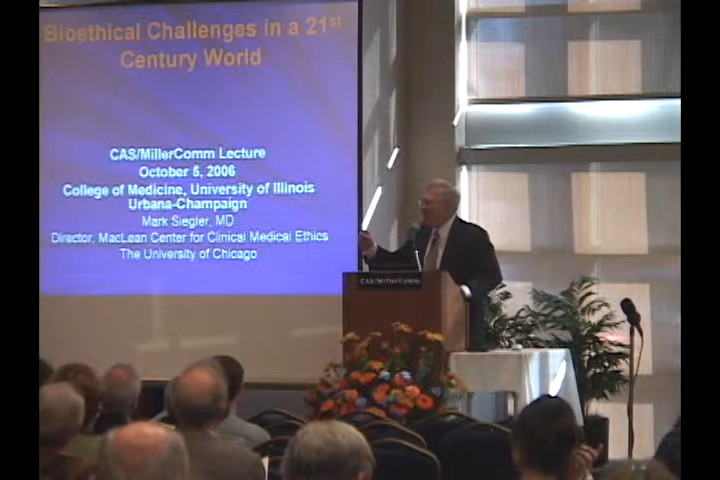 Bioethical Challenges in a 21st
Century World
CAS/MillerComm Lecture
October 5, 2006
College of Medicine, University of Illinois
Urbana-Champaign
Mark Siegler, MD
Director, MacLean Center for Clinical Medical Ethics
The University of Chicago
CAS/MillerComm